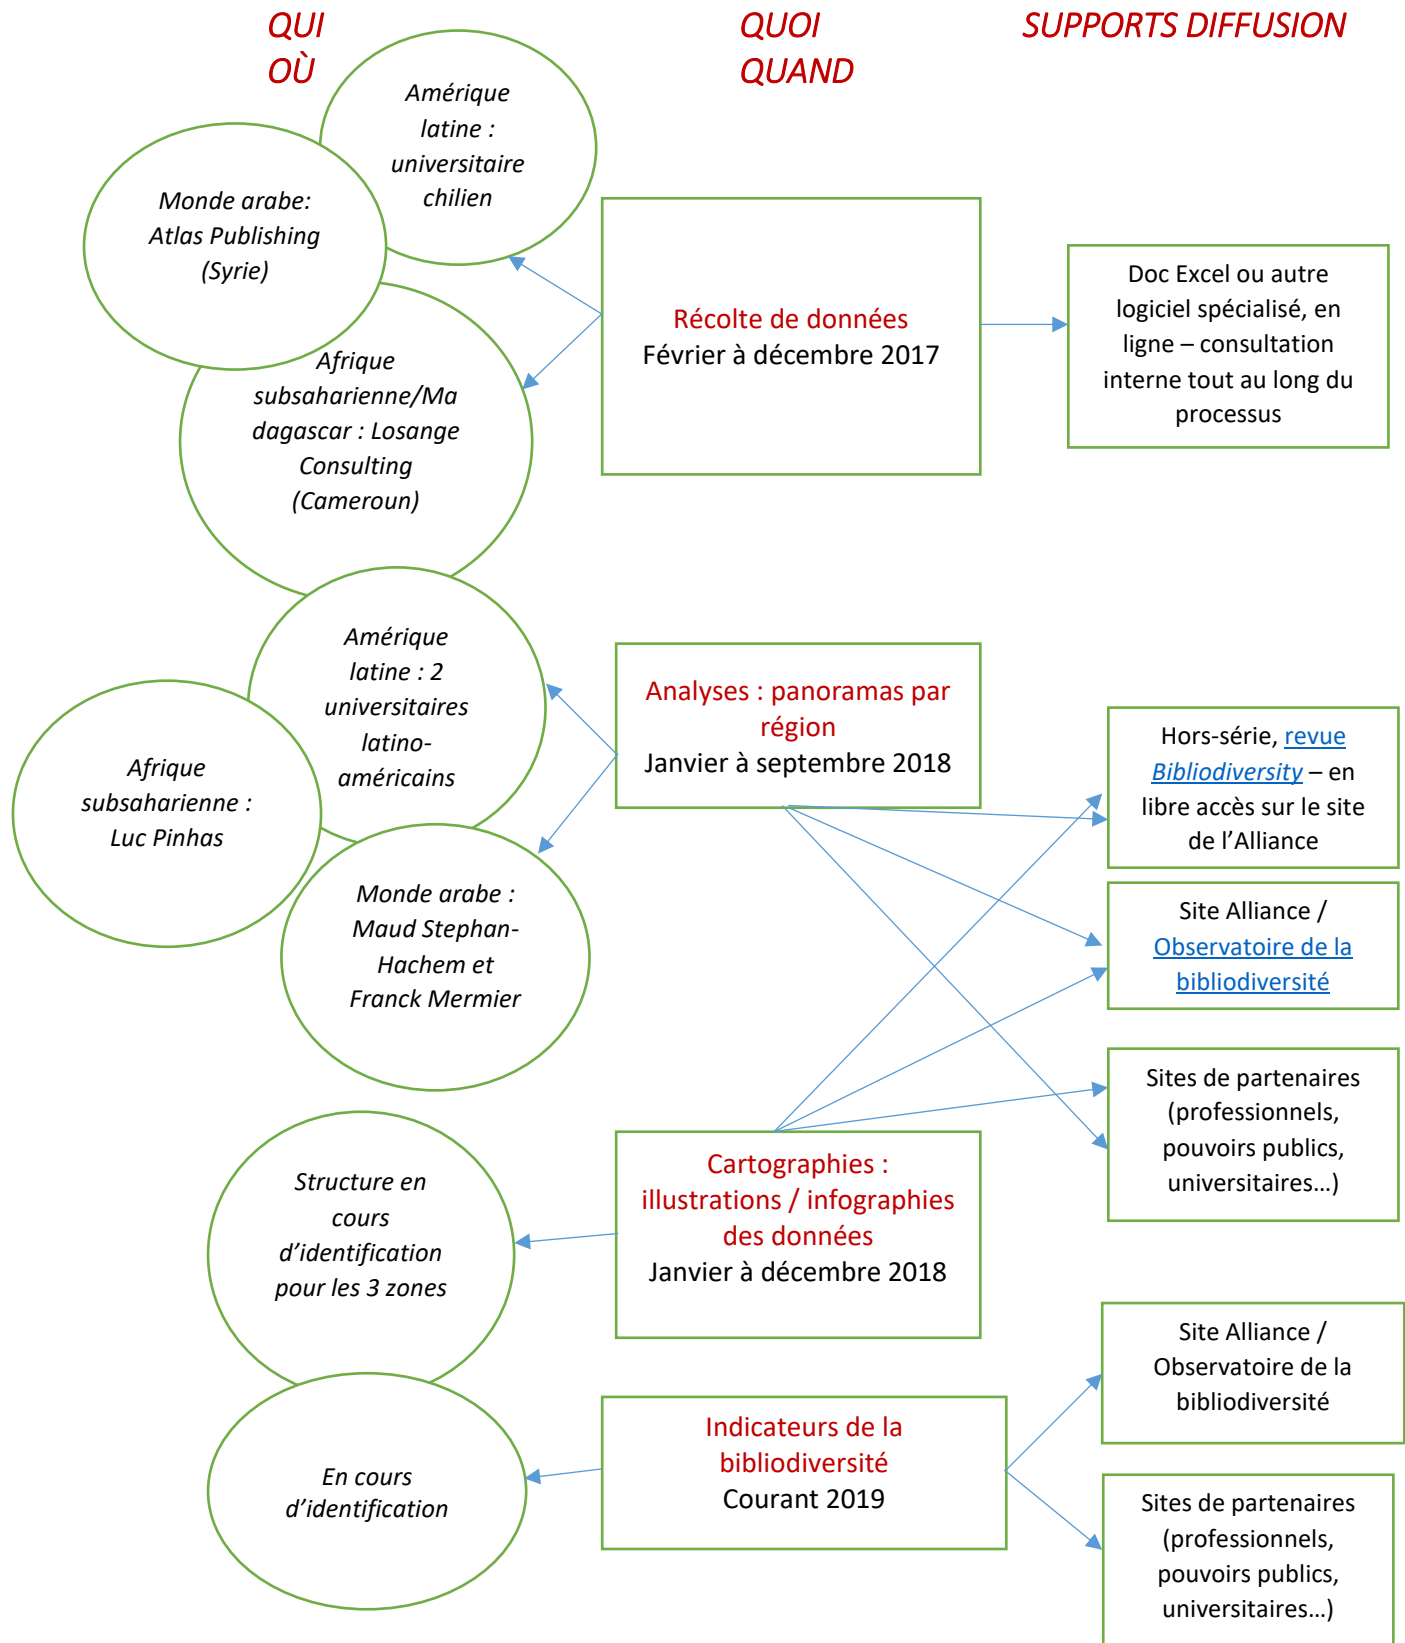 QUI
OÙ
QUOI
QUAND
SUPPORTS DIFFUSION
Amérique
latine :
universitaire
chilien
Monde arabe:
Atlas Publishing
(Syrie)
Afrique
subsaharienne/Ma
dagascar : Losange
Consulting
(Cameroun)
Récolte de données
Février à décembre 2017
Doc Excel ou autre
logiciel spécialisé, en
ligne – consultation
interne tout au long du
processus
Amérique
latine : 2
universitaires
latino-
américains
Afrique
subsaharienne :
Luc Pinhas
Monde arabe :
Maud Stephan-
Hachem et
Franck Mermier
Analyses : panoramas par
région
Janvier à septembre 2018
Hors-série, revue
Bibliodiversity – en
libre accès sur le site
de l’Alliance
Site Alliance /
Observatoire de la
bibliodiversité
Sites de partenaires
(professionnels,
pouvoirs publics,
universitaires…)
Structure en
cours
d’identification
pour les 3 zones
Cartographies :
illustrations / infographies
des données
Janvier à décembre 2018
En cours
d’identification
Indicateurs de la
bibliodiversité
Courant 2019
Site Alliance /
Observatoire de la
bibliodiversité
Sites de partenaires
(professionnels,
pouvoirs publics,
universitaires…)